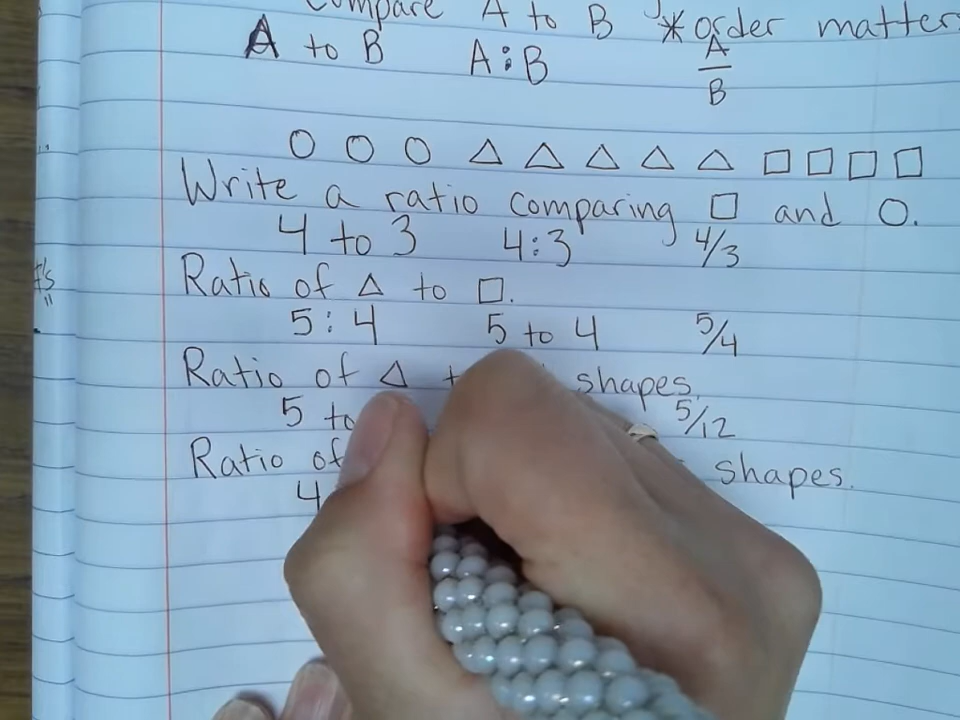 compare A to B *order matters
A to B A:B A/B
Write a ratio comparing □ and ○.
4 to 3 4:3 4/3
Ratio of △ to □.
5:4 5 to 4 5/4
Ratio of △ shapes.
5 to 5/12
Ratio of shapes.
4